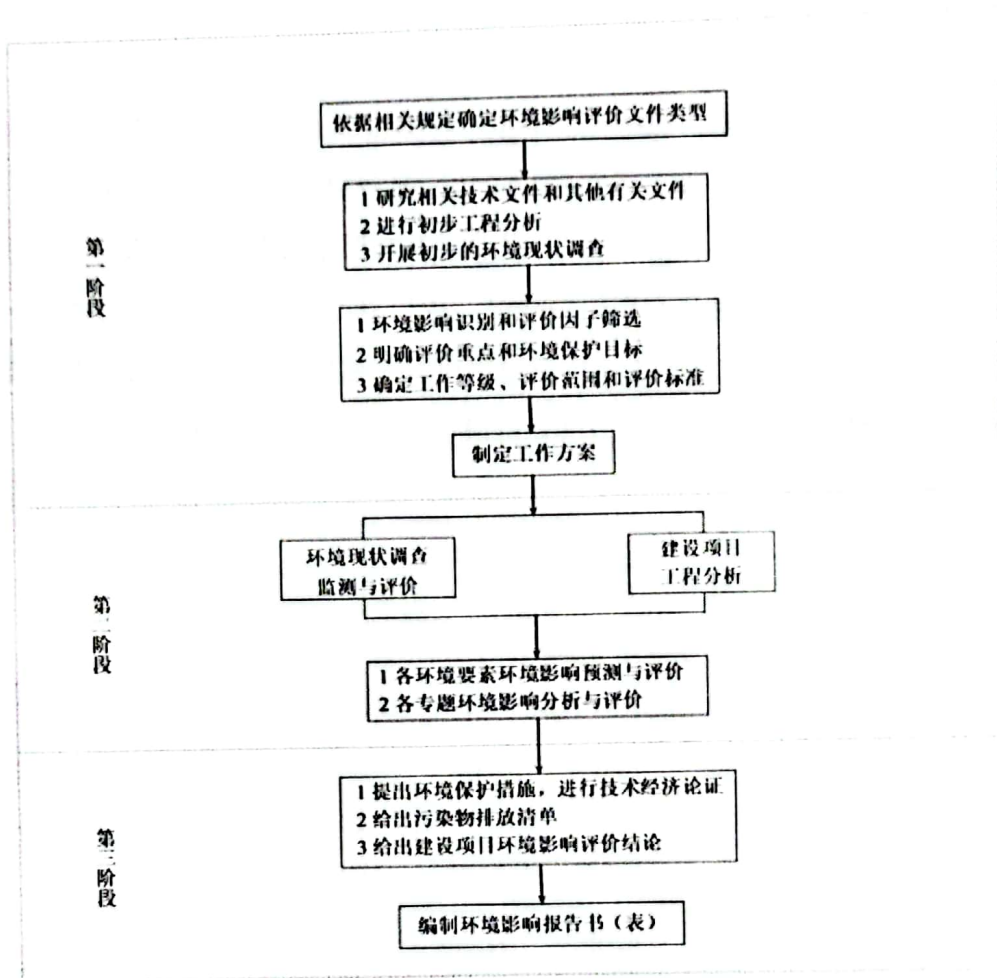 依据相关规定确定环境影响评价文件类型
1 研究相关技术文件和其他有关文件
2 进行初步工程分析
3 开展初步的环境现状调查
第一阶段
1 环境影响识别和评价因子筛选
2 明确评价重点和环境保护目标
3 确定工作等级、评价范围和评价标准
制定工作方案
环境现状调查
监测与评价
建设项目
工程分析
第二阶段
1 各环境要素环境影响预测与评价
2 各专题环境影响分析与评价
1 提出环境保护措施，进行技术经济论证
2 给出污染物排放清单
3 给出建设项目环境影响评价结论
第三阶段
编制环境影响报告书（表）